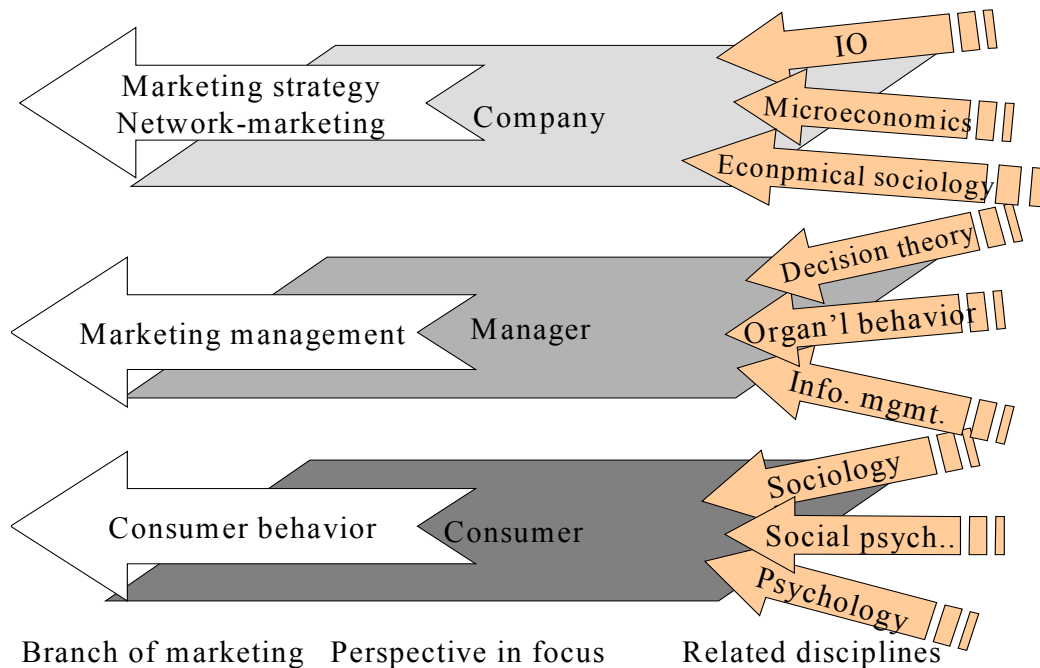 IO
Marketing strategy
Network-marketing
Company
Microeconomics
Econpmical sociology
Decision theory
Marketing management
Manager
Organ’l behavior
Info. mgmt.
Sociology
Consumer behavior
Consumer
Social psych..
Psychology
Branch of marketing
Perspective in focus
Related disciplines